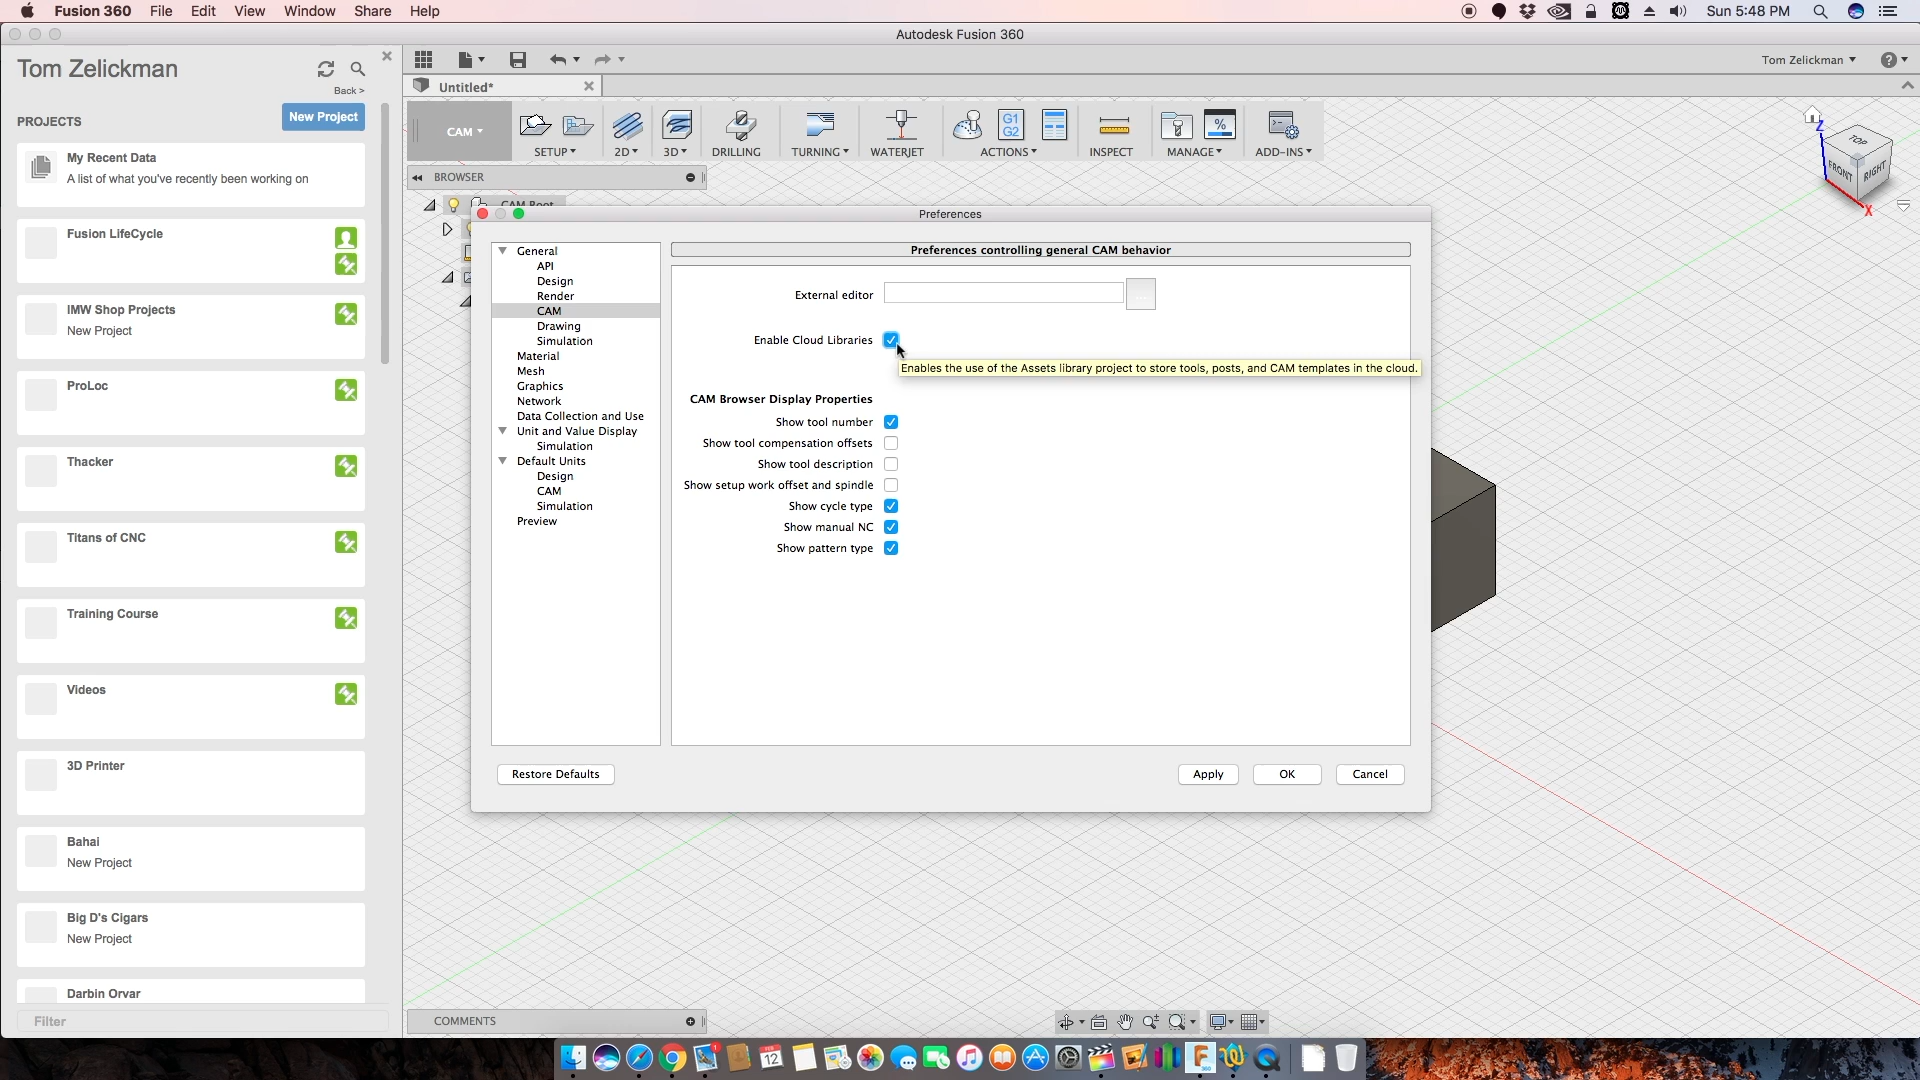 Fusion 360 File Edit View Window Share Help
Sun 5:48 PM
Autodesk Fusion 360
Tom Zelickman
Back >
PROJECTS
New Project
My Recent Data
A list of what you've recently been working on
Fusion LifeCycle
IMW Shop Projects
New Project
ProLoc
Thacker
Titans of CNC
Training Course
Videos
3D Printer
Bahai
New Project
Big D's Cigars
New Project
Darbin Orvar
Filter
Tom Zelickman
Untitled*
CAM
SETUP
2D
3D
DRILLING
TURNING
WATERJET
G1
G2
ACTIONS
INSPECT
%
MANAGE
ADD-INS
BROWSER
CAM Root
TOP
FRONT
RIGHT
Z
X
Preferences
General
API
Design
Render
CAM
Drawing
Simulation
Material
Mesh
Graphics
Network
Data Collection and Use
Unit and Value Display
Simulation
Default Units
Design
CAM
Simulation
Preview
Preferences controlling general CAM behavior
External editor
...
Enable Cloud Libraries
Enables the use of the Assets library project to store tools, posts, and CAM templates in the cloud.
CAM Browser Display Properties
Show tool number
Show tool compensation offsets
Show tool description
Show setup work offset and spindle
Show cycle type
Show manual NC
Show pattern type
Restore Defaults
Apply
OK
Cancel
COMMENTS
1
FEB
12
F
360